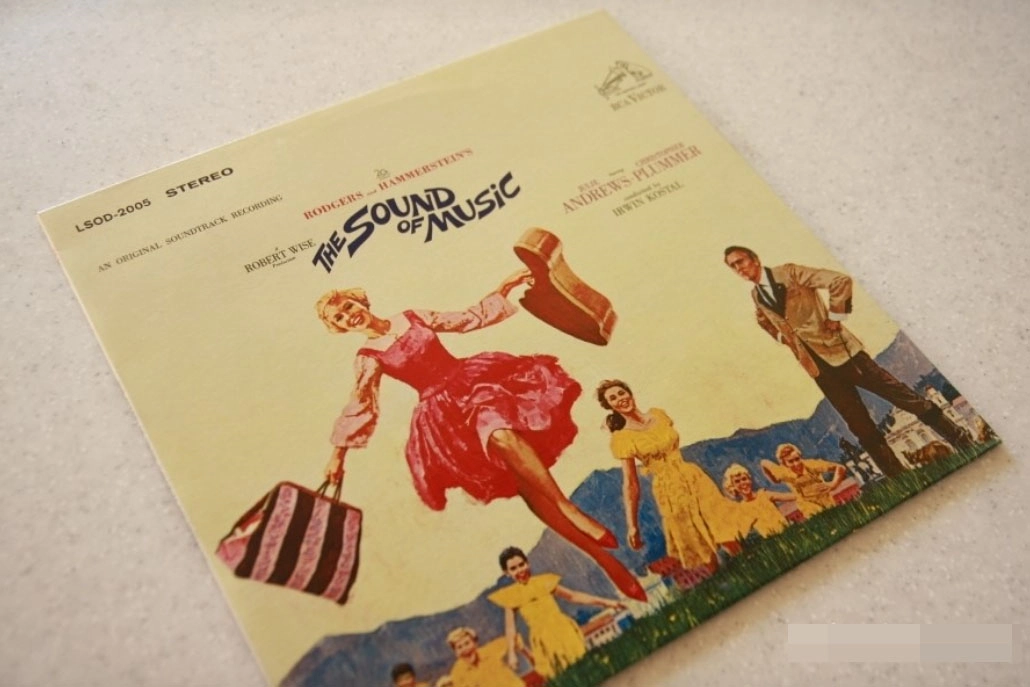 RCA VICTOR
LSOD-2005 STEREO
AN ORIGINAL SOUNDTRACK RECORDING
RODGERS and HAMMERSTEIN'S
A
ROBERT WISE
Production
THE SOUND
OF MUSIC
starring
JULIE CHRISTOPHER
ANDREWS · PLUMMER
conducted by
IRWIN KOSTAL